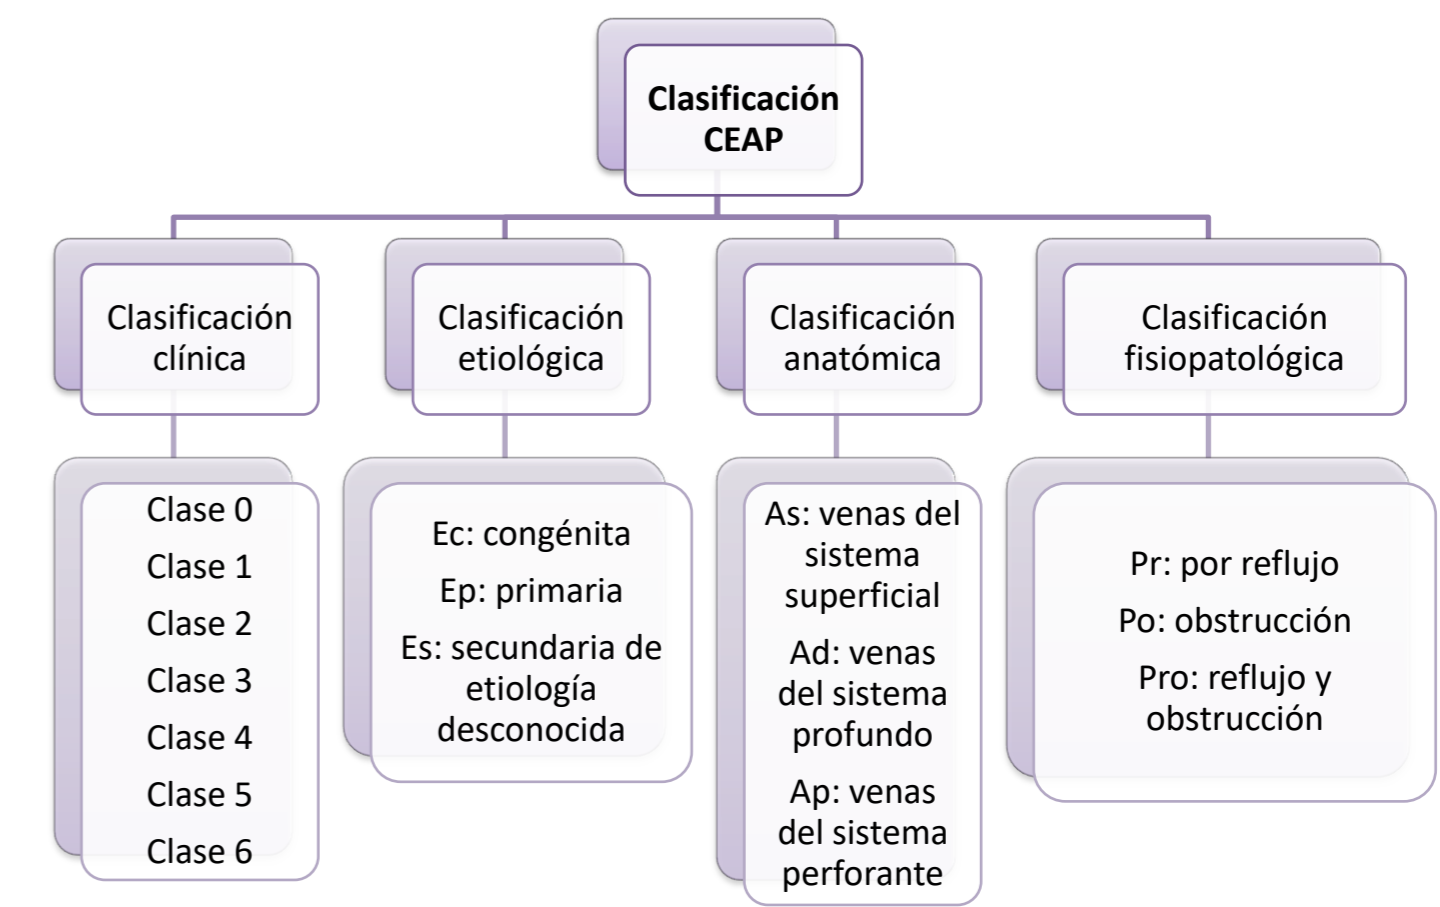 Clasificación
CEAP
Clasificación
clínica
Clasificación
etiológica
Clasificación
anatómica
Clasificación
fisiopatológica
Clase 0
Clase 1
Clase 2
Clase 3
Clase 4
Clase 5
Clase 6
Ec: congénita
Ep: primaria
Es: secundaria de
etiología
desconocida
As: venas del
sistema
superficial
Ad: venas
del sistema
profundo
Ap: venas
del sistema
perforante
Pr: por reflujo
Po: obstrucción
Pro: reflujo y
obstrucción